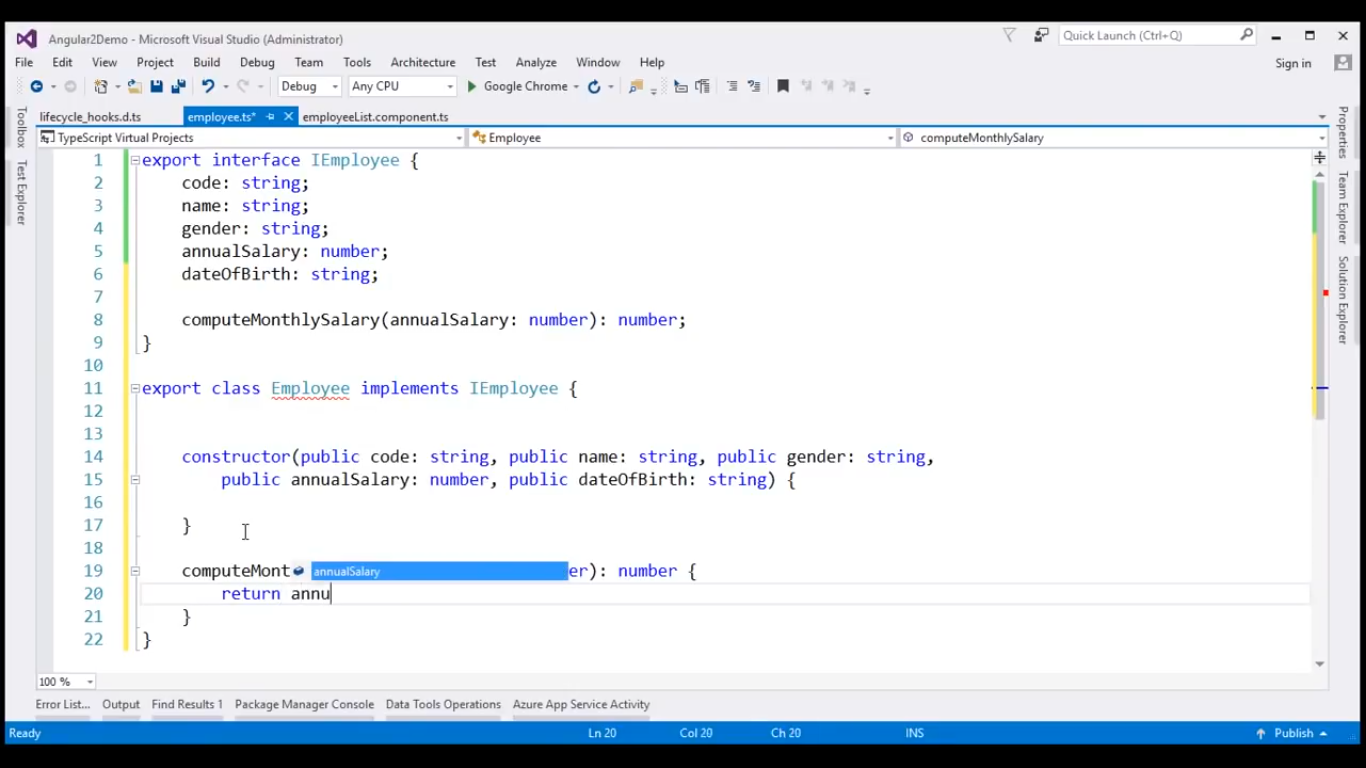 Angular2Demo - Microsoft Visual Studio (Administrator)
Quick Launch (Ctrl+Q)
File Edit View Project Build Debug Team Tools Architecture Test Analyze Window Help
Sign in
Debug Any CPU Google Chrome
Toolbox
Test Explorer
lifecycle_hooks.d.ts employee.ts* employeeList.component.ts
TypeScript Virtual Projects Employee computeMonthlySalary
1 export interface IEmployee {
2 code: string;
3 name: string;
4 gender: string;
5 annualSalary: number;
6 dateOfBirth: string;
7
8 computeMonthlySalary(annualSalary: number): number;
9 }
10
11 export class Employee implements IEmployee {
12
13
14 constructor(public code: string, public name: string, public gender: string,
15 public annualSalary: number, public dateOfBirth: string) {
16
17 }
18
19 computeMont annualSalary er): number {
20 return annu
21 }
22 }
Properties
Team Explorer
Solution Explorer
100 %
Error List... Output Find Results 1 Package Manager Console Data Tools Operations Azure App Service Activity
Ready Ln 20 Col 20 Ch 20 INS Publish